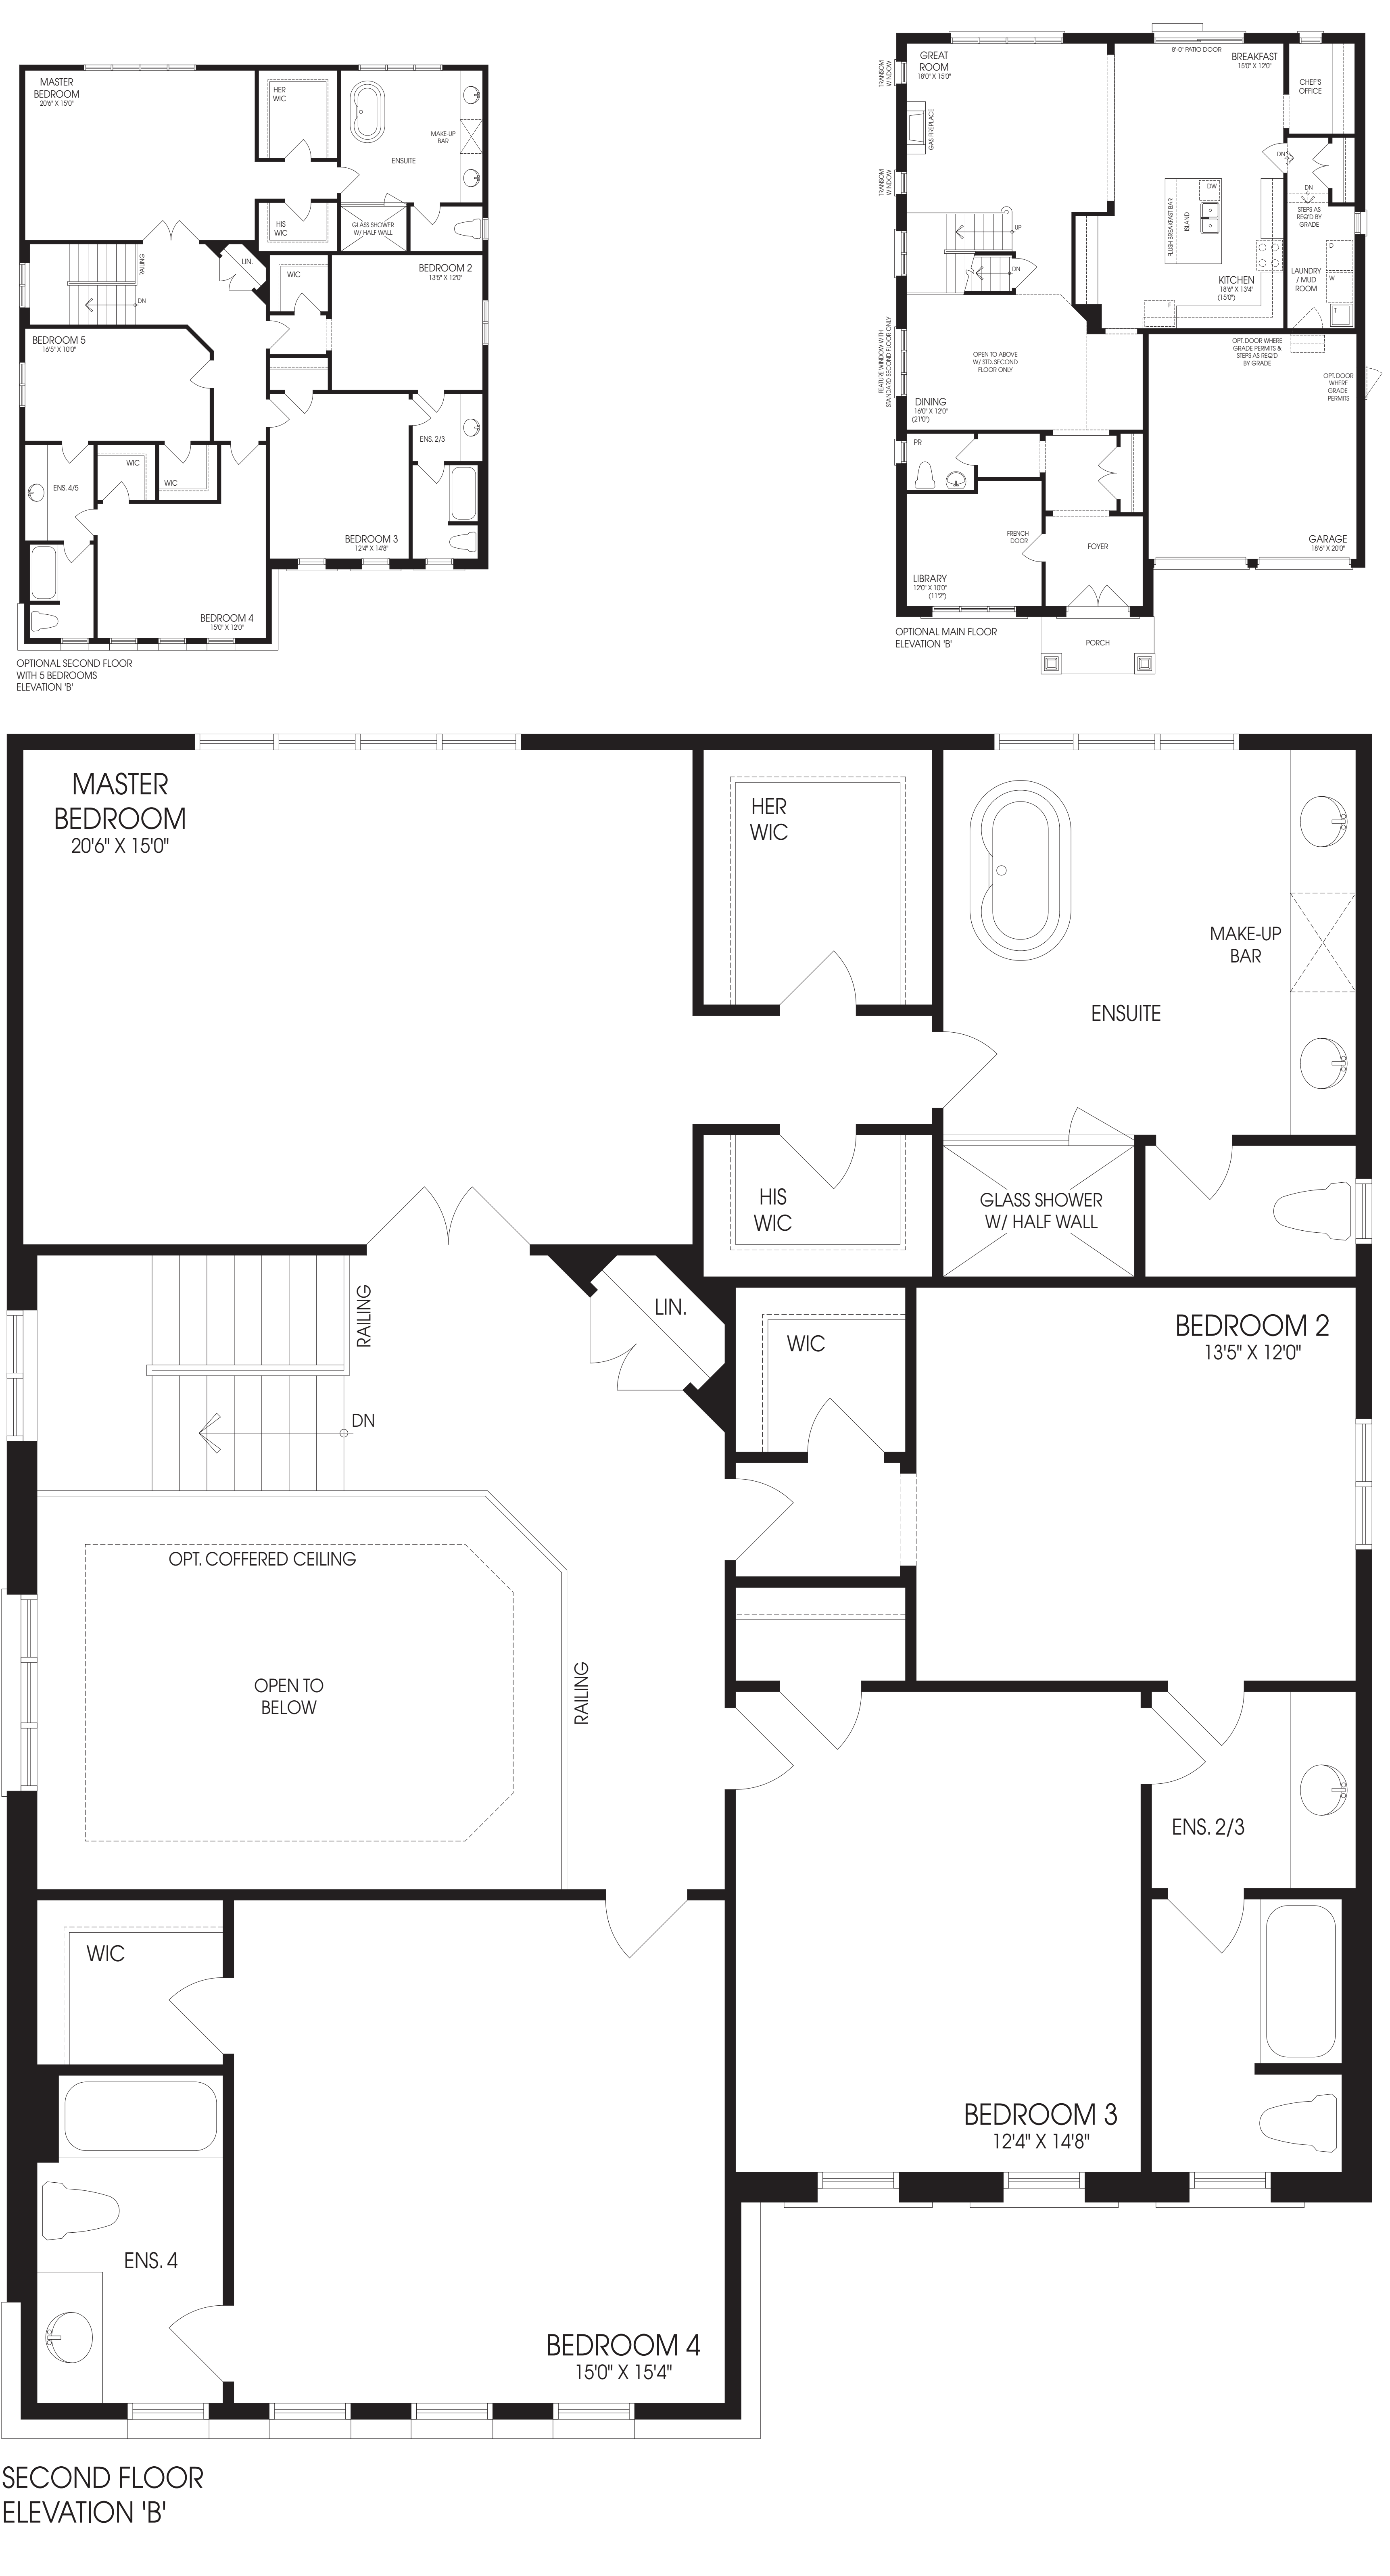 MASTER
BEDROOM
20'6" X 15'0"
HER
WIC
MAKE-UP
BAR
ENSUITE
HIS
WIC
GLASS SHOWER
W/ HALF WALL
RAILING
LIN.
DN
WIC
BEDROOM 2
13'5" X 12'0"
BEDROOM 5
16'5" X 10'0"
ENS. 2/3
WIC
WIC
ENS. 4/5
BEDROOM 3
12'4" X 14'8"
BEDROOM 4
15'0" X 12'0"
OPTIONAL SECOND FLOOR
WITH 5 BEDROOMS
ELEVATION 'B'
8'-0" PATIO DOOR
GREAT
ROOM
18'0" X 15'0"
BREAKFAST
15'0" X 12'0"
TRANSOM
WINDOW
CHEF'S
OFFICE
GAS FIREPLACE
DN
TRANSOM
WINDOW
DW
DN
FLUSH BREAKFAST BAR
ISLAND
STEPS AS
REQ'D BY
GRADE
UP
D
DN
LAUNDRY
/ MUD
ROOM
W
KITCHEN
18'6" X 13'4"
(15'0")
F
T
FEATURE WINDOW WITH
STANDARD SECOND FLOOR ONLY
OPEN TO ABOVE
W/ STD. SECOND
FLOOR ONLY
OPT. DOOR WHERE
GRADE PERMITS &
STEPS AS REQ'D
BY GRADE
OPT. DOOR
WHERE
GRADE
PERMITS
DINING
16'0" X 12'0"
(21'0")
PR
FRENCH
DOOR
FOYER
GARAGE
18'6" X 20'0"
LIBRARY
12'0" X 10'0"
(11'2")
OPTIONAL MAIN FLOOR
ELEVATION 'B'
PORCH
MASTER
BEDROOM
20'6" X 15'0"
HER
WIC
MAKE-UP
BAR
ENSUITE
HIS
WIC
GLASS SHOWER
W/ HALF WALL
RAILING
LIN.
DN
WIC
BEDROOM 2
13'5" X 12'0"
OPT. COFFERED CEILING
OPEN TO
BELOW
RAILING
ENS. 2/3
WIC
BEDROOM 3
12'4" X 14'8"
ENS. 4
BEDROOM 4
15'0" X 15'4"
SECOND FLOOR
ELEVATION 'B'